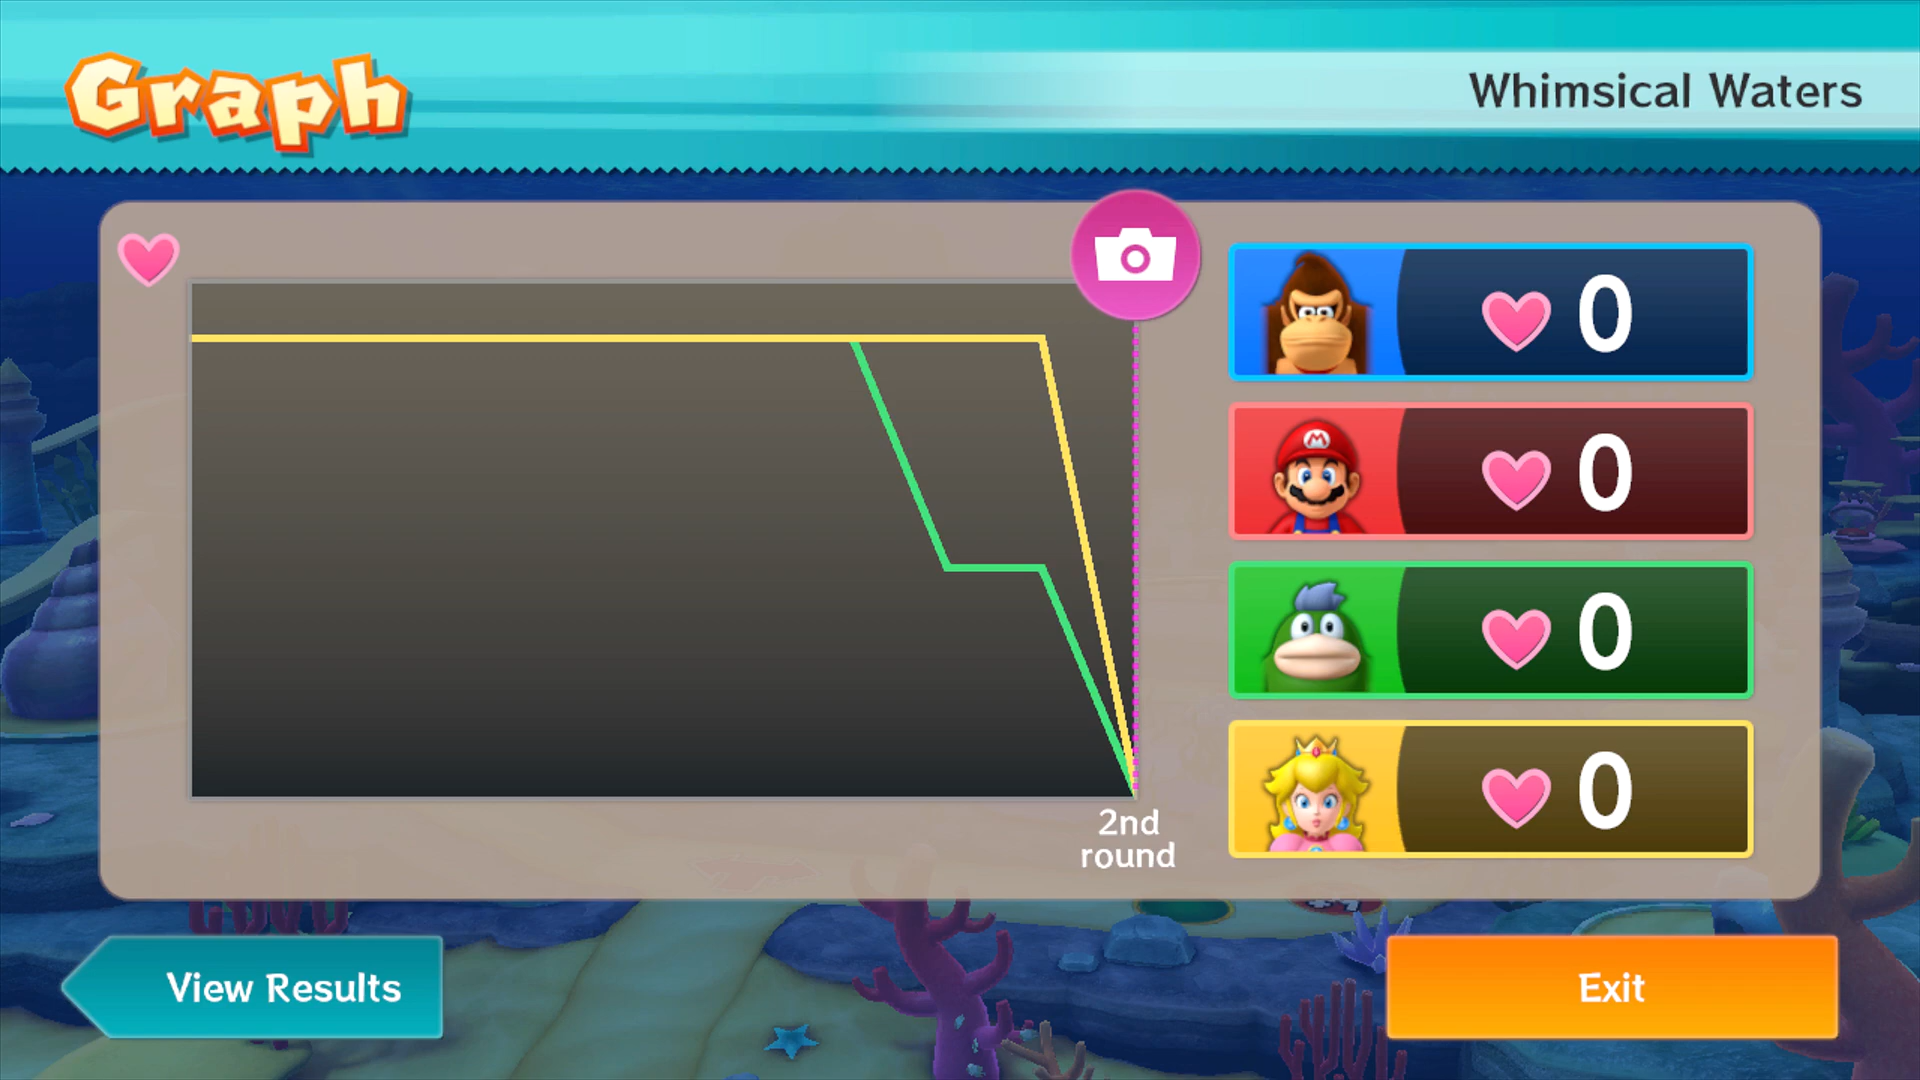 Graph
Whimsical Waters
0
0
0
0
2nd
round
View Results
Exit